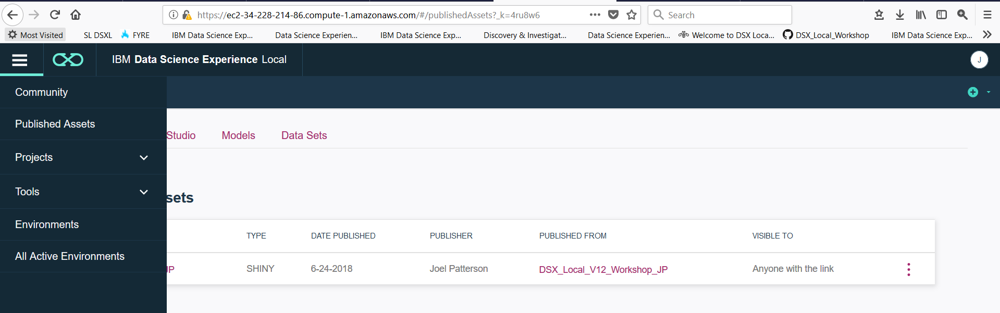 https://ec2-34-228-214-86.compute-1.amazonaws.com/#/publishedAssets?_k=4ru8w6
Search
Most Visited SL DSXL FYRE IBM Data Science Exp... Data Science Experien... IBM Data Science Exp... Discovery & Investigat... Data Science Experien... Welcome to DSX Loca... DSX_Local_Workshop IBM Data Science Exp...
IBM Data Science Experience Local
J
Community
Published Assets
Studio Models Data Sets
Projects
Tools
sets
Environments
TYPE DATE PUBLISHED PUBLISHER PUBLISHED FROM VISIBLE TO
All Active Environments
JP SHINY 6-24-2018 Joel Patterson DSX_Local_V12_Workshop_JP Anyone with the link